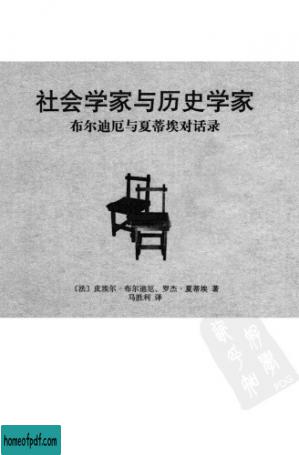 社会学家与历史学家
布尔迪厄与夏蒂埃对话录
〔法〕皮埃尔·布尔迪厄、罗杰·夏蒂埃 著
马胜利 译
homeofpdf.com